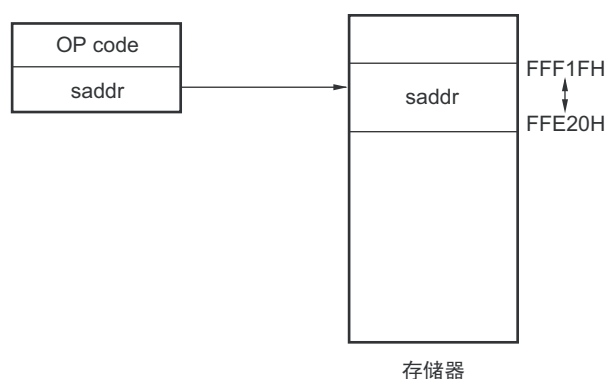 OP code
saddr
saddr
FFF1FH
FFE20H
存储器